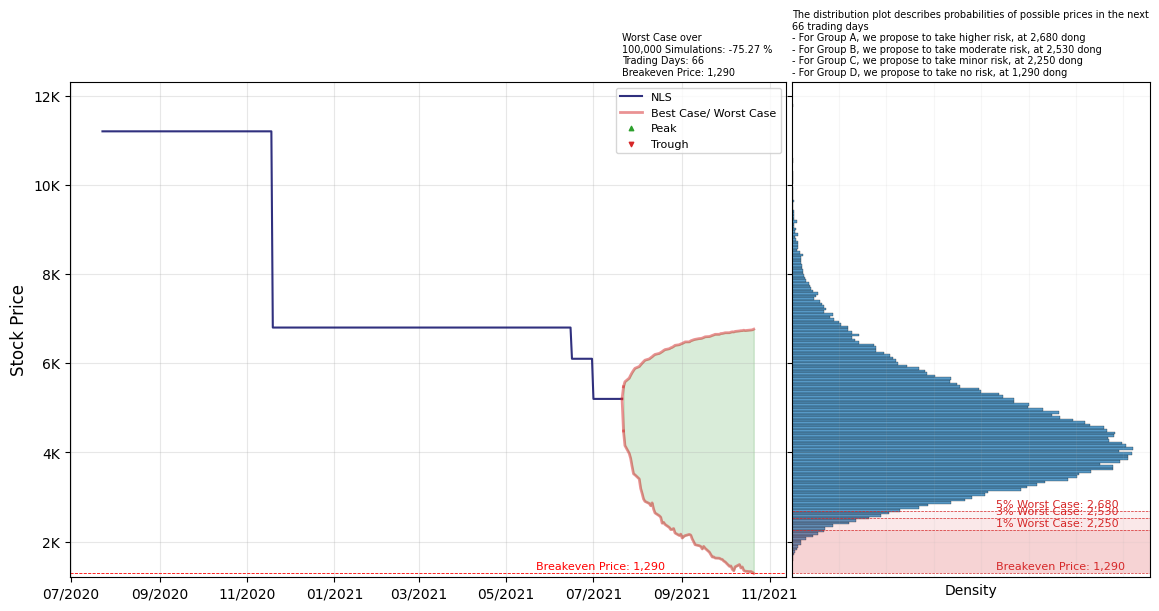 The distribution plot describes probabilities of possible prices in the next
66 trading days
- For Group A, we propose to take higher risk, at 2,680 dong
- For Group B, we propose to take moderate risk, at 2,530 dong
- For Group C, we propose to take minor risk, at 2,250 dong
- For Group D, we propose to take no risk, at 1,290 dong
Worst Case over
100,000 Simulations: -75.27 %
Trading Days: 66
Breakeven Price: 1,290
NLS
Best Case/ Worst Case
Peak
Trough
Stock Price
12K
10K
8K
6K
4K
2K
Breakeven Price: 1,290
07/2020
09/2020
11/2020
01/2021
03/2021
05/2021
07/2021
09/2021
11/2021
5% Worst Case: 2,680
3% Worst Case: 2,530
1% Worst Case: 2,250
Breakeven Price: 1,290
Density